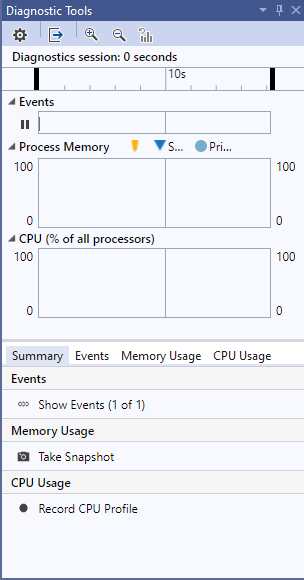 Diagnostic Tools
Diagnostics session: 0 seconds
10s
Events
Process Memory S... Pri...
100 100
0 0
CPU (% of all processors)
100 100
0 0
Summary Events Memory Usage CPU Usage
Events
Show Events (1 of 1)
Memory Usage
Take Snapshot
CPU Usage
Record CPU Profile